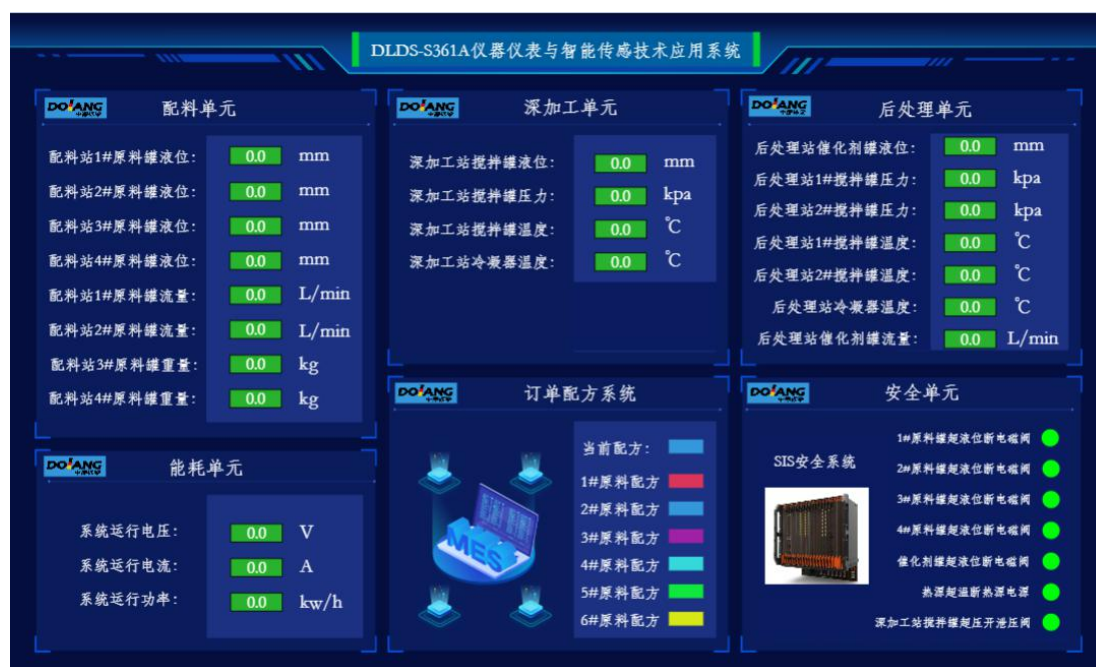 DLDS-S361A仪器仪表与智能传感技术应用系统
DOLANG
配料单元
配料站1#原料罐液位: 0.0 mm
配料站2#原料罐液位: 0.0 mm
配料站3#原料罐液位: 0.0 mm
配料站4#原料罐液位: 0.0 mm
配料站1#原料罐流量: 0.0 L/min
配料站2#原料罐流量: 0.0 L/min
配料站3#原料罐重量: 0.0 kg
配料站4#原料罐重量: 0.0 kg
DOLANG
深加工单元
深加工站搅拌罐液位: 0.0 mm
深加工站搅拌罐压力: 0.0 kpa
深加工站搅拌罐温度: 0.0 ℃
深加工站冷凝器温度: 0.0 ℃
DOLANG
后处理单元
后处理站催化剂罐液位: 0.0 mm
后处理站1#搅拌罐压力: 0.0 kpa
后处理站2#搅拌罐压力: 0.0 kpa
后处理站1#搅拌罐温度: 0.0 ℃
后处理站2#搅拌罐温度: 0.0 ℃
后处理站冷凝器温度: 0.0 ℃
后处理站催化剂罐流量: 0.0 L/min
DOLANG
能耗单元
系统运行电压: 0.0 V
系统运行电流: 0.0 A
系统运行功率: 0.0 kw/h
DOLANG
订单配方系统
MES
当前配方:
1#原料配方
2#原料配方
3#原料配方
4#原料配方
5#原料配方
6#原料配方
DOLANG
安全单元
SIS安全系统
1#原料罐超液位断电磁阀
2#原料罐超液位断电磁阀
3#原料罐超液位断电磁阀
4#原料罐超液位断电磁阀
催化剂罐超液位断电磁阀
热源超温断热源电源
深加工站搅拌罐超压开泄压阀